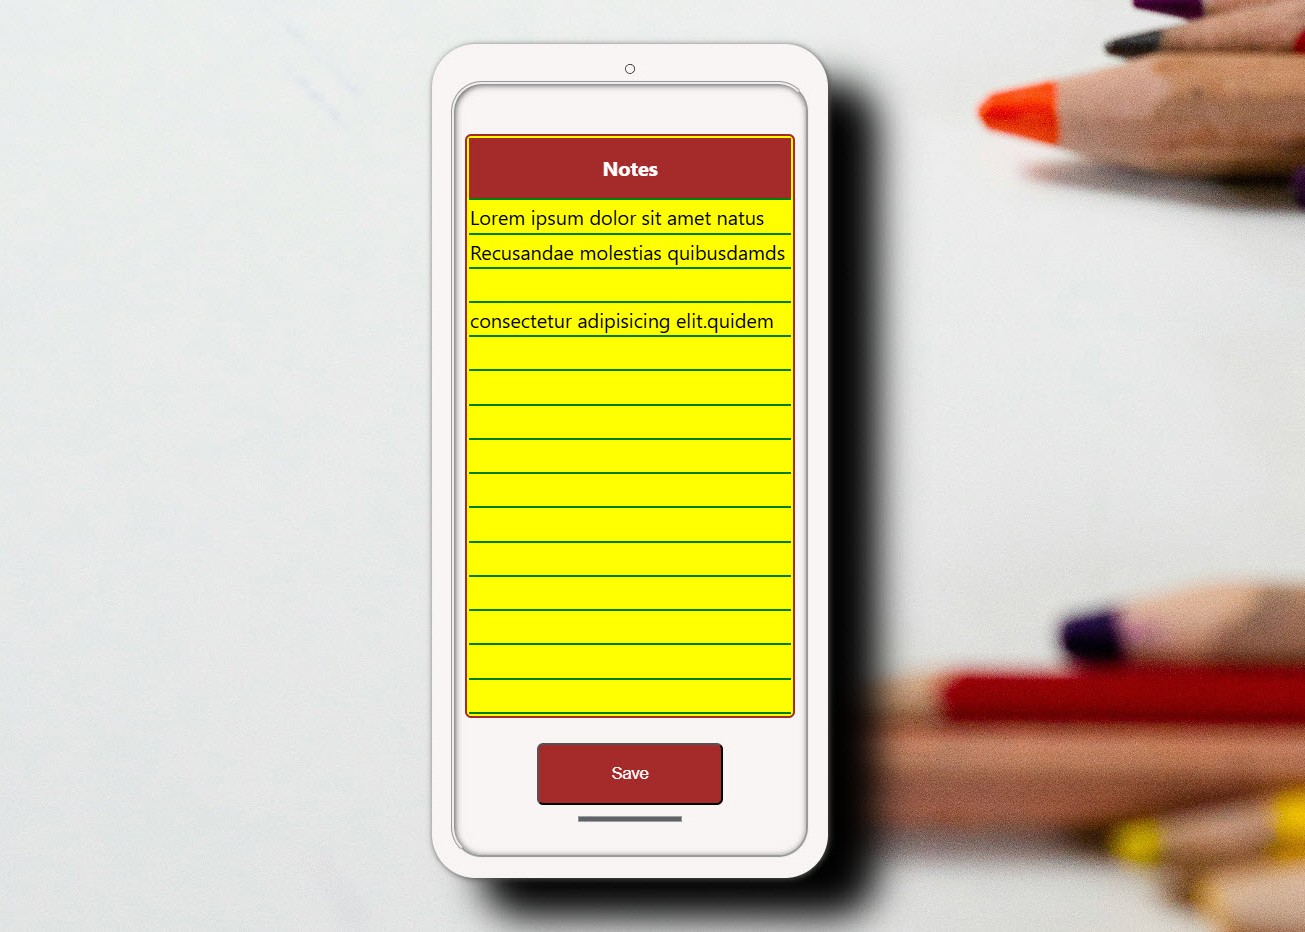 Notes
Lorem ipsum dolor sit amet natus
Recusandae molestias quibusdamds
consectetur adipisicing elit.quidem
Save